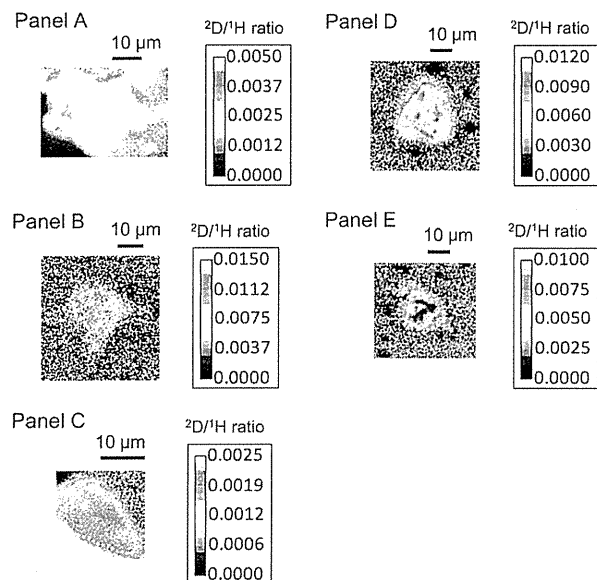 Panel A
10 µm
²D/¹H ratio
0.0050
0.0037
0.0025
0.0012
0.0000
Panel D
10 µm
²D/¹H ratio
0.0120
0.0090
0.0060
0.0030
0.0000
Panel B
10 µm
²D/¹H ratio
0.0150
0.0112
0.0075
0.0037
0.0000
Panel E
10 µm
²D/¹H ratio
0.0100
0.0075
0.0050
0.0025
0.0000
Panel C
10 µm
²D/¹H ratio
0.0025
0.0019
0.0012
0.0006
0.0000